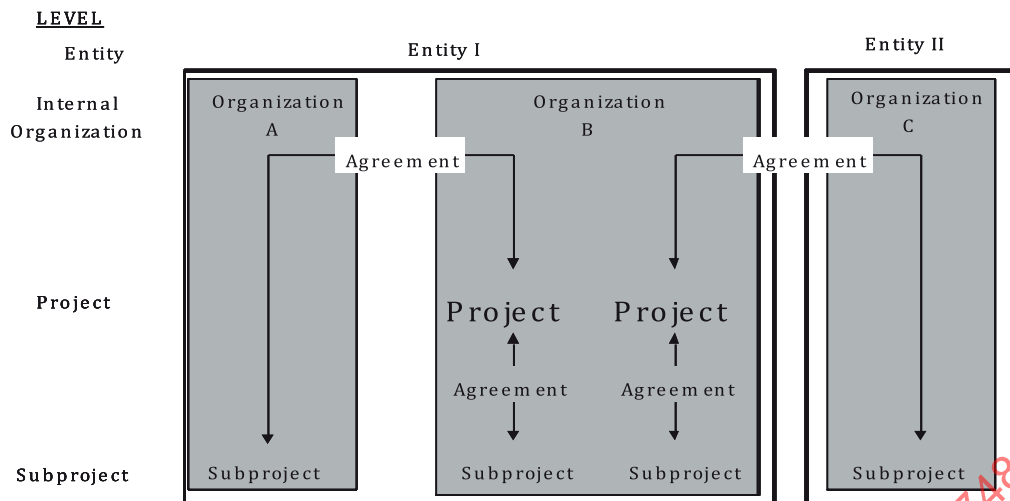 LEVEL
Entity
Entity I
Entity II
Internal
Organization
Organization
A
Organization
B
Organization
C
Agreement
Agreement
Project
Project
Project
Agreement
Agreement
Subproject
Subproject
Subproject
Subproject
Subproject
748